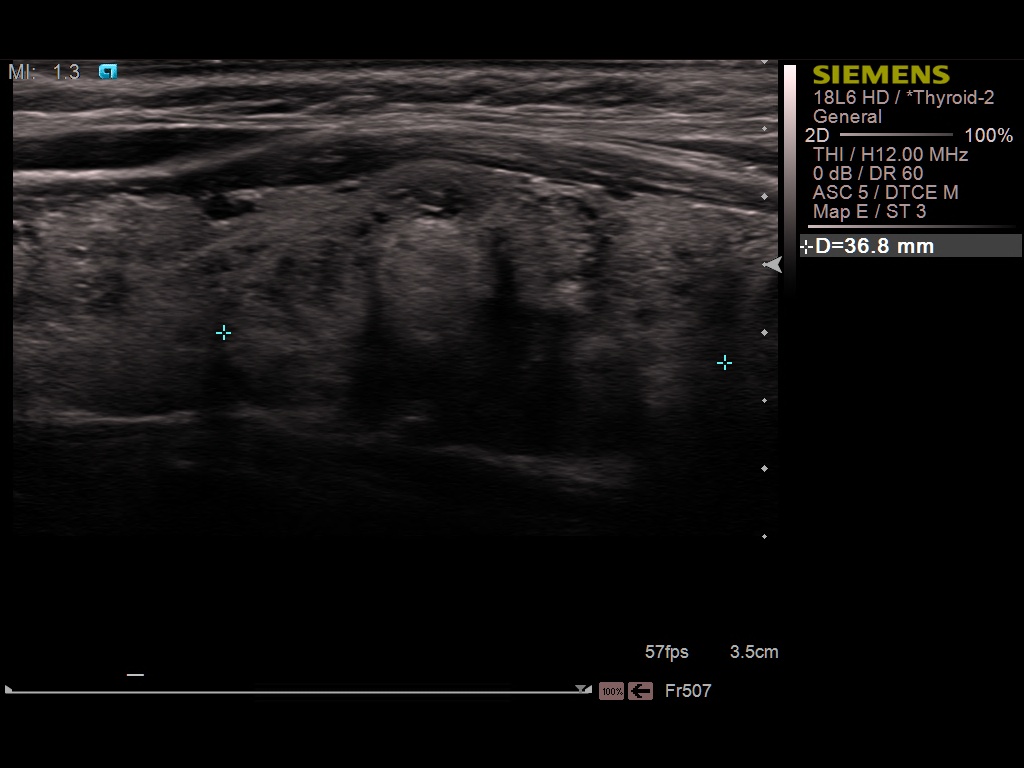 MI: 1.3
SIEMENS
18L6 HD / *Thyroid-2
General
2D 100%
THI / H12.00 MHz
0 dB / DR 60
ASC 5 / DTCE M
Map E / ST 3
D=36.8 mm
57fps 3.5cm
100% Fr507